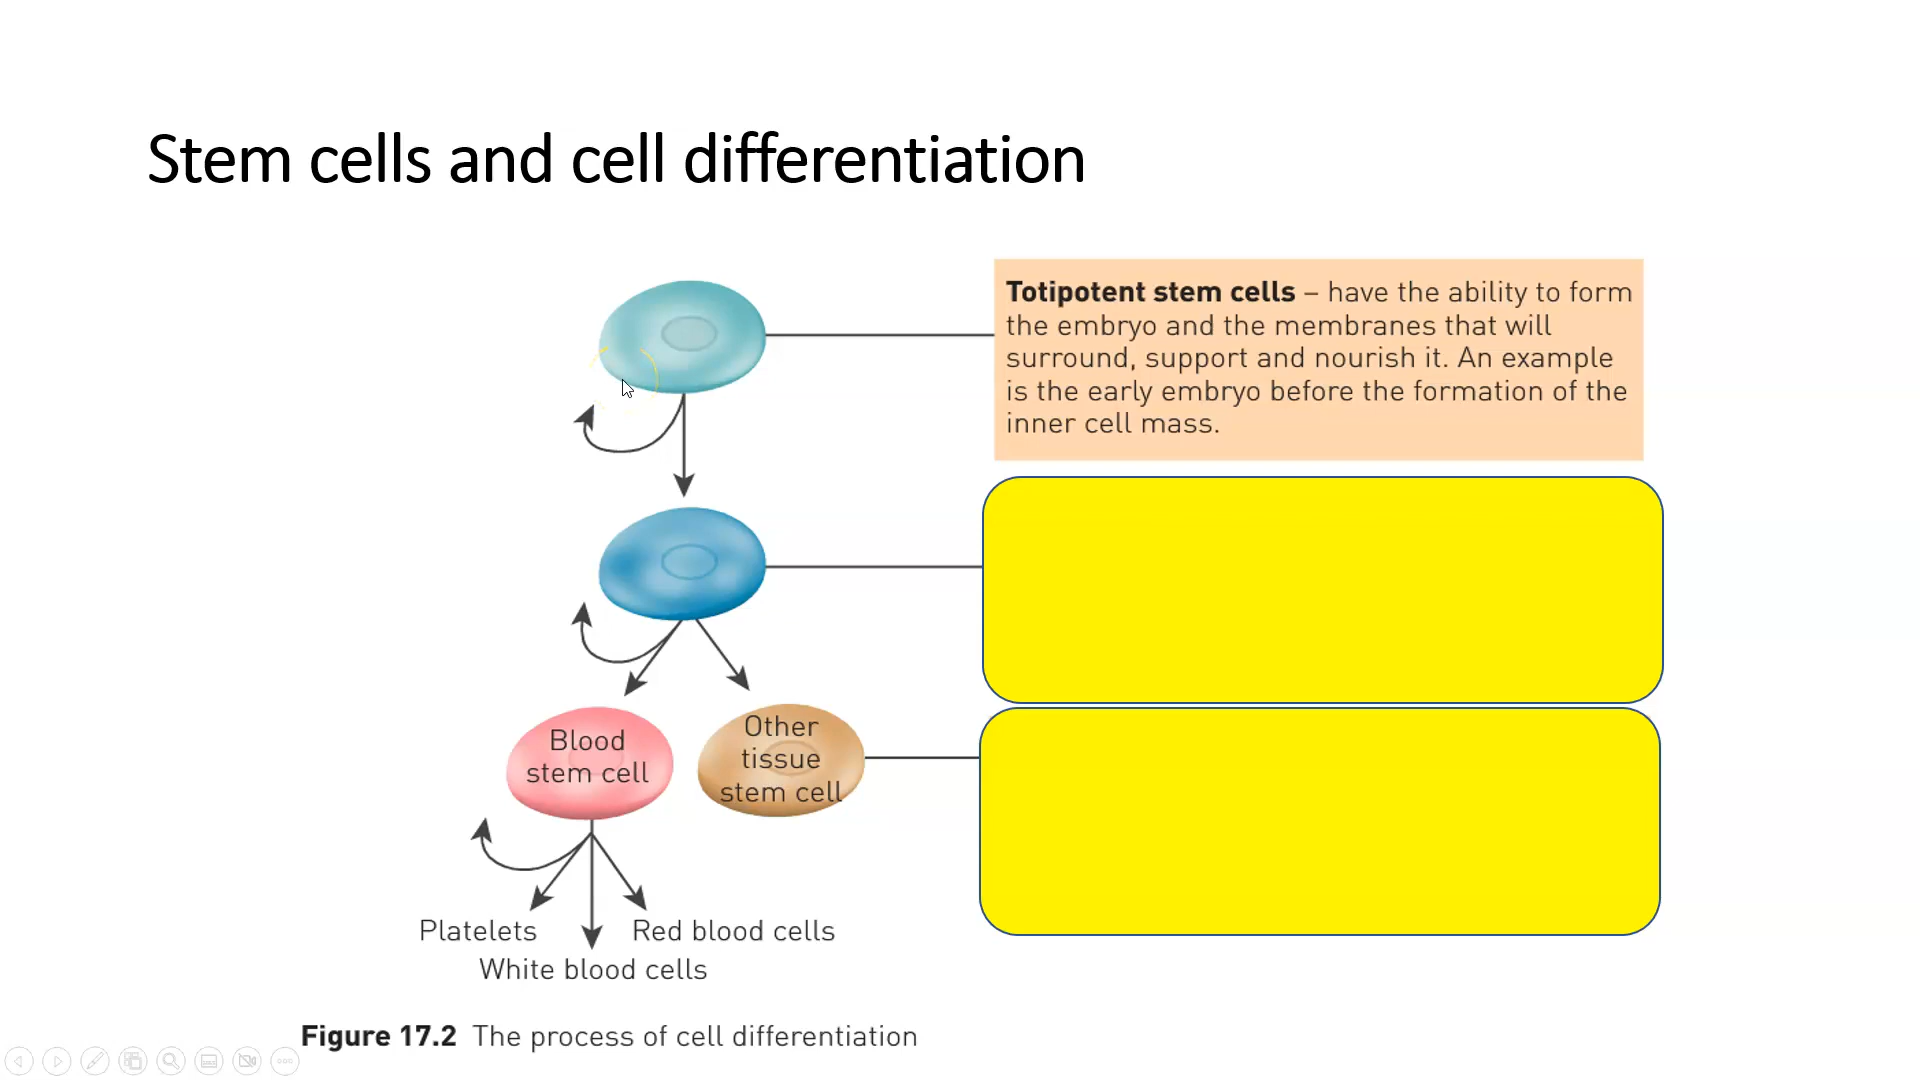 Stem cells and cell differentiation
Totipotent stem cells – have the ability to form
the embryo and the membranes that will
surround, support and nourish it. An example
is the early embryo before the formation of the
inner cell mass.
Blood
stem cell
Other
tissue
stem cell
Platelets
Red blood cells
White blood cells
Figure 17.2 The process of cell differentiation